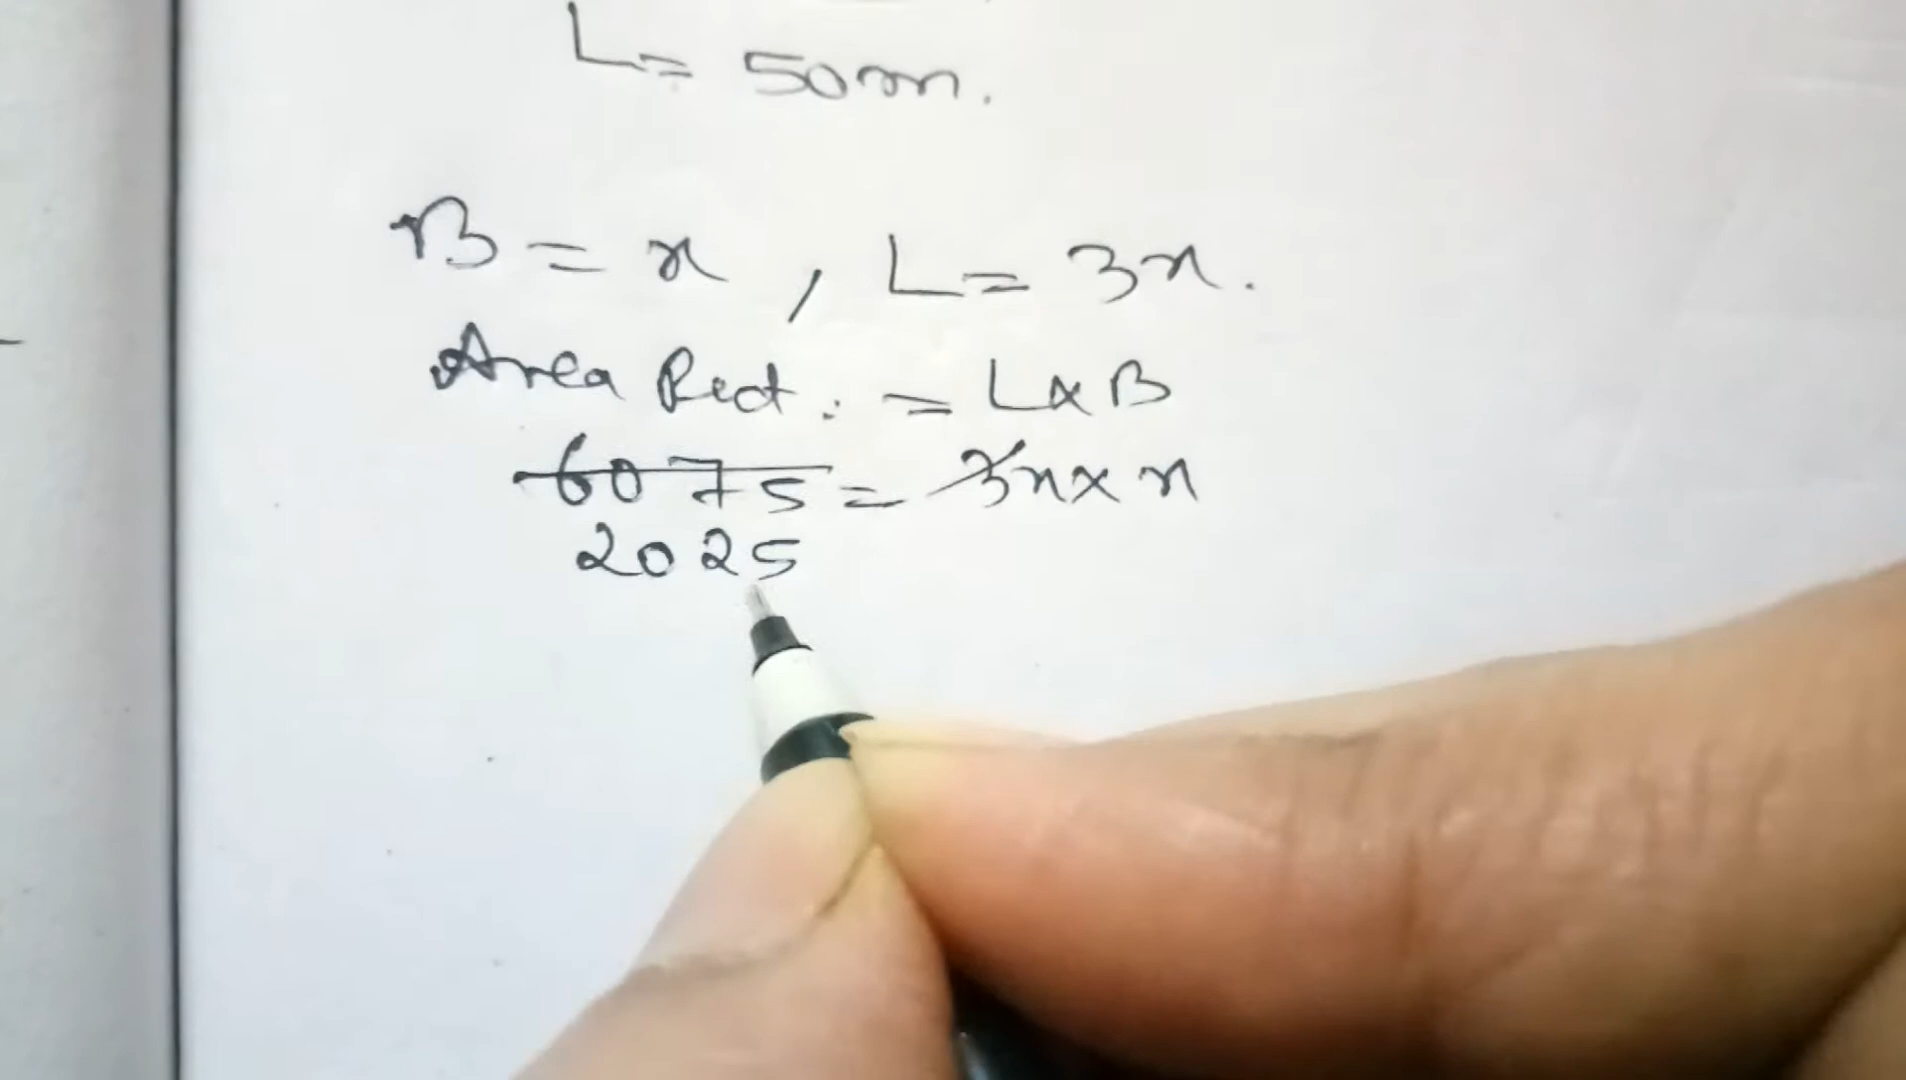 L= 50m.
B = x , L= 3x.
Area Rect. = L×B
6075 = 3x×x
2025